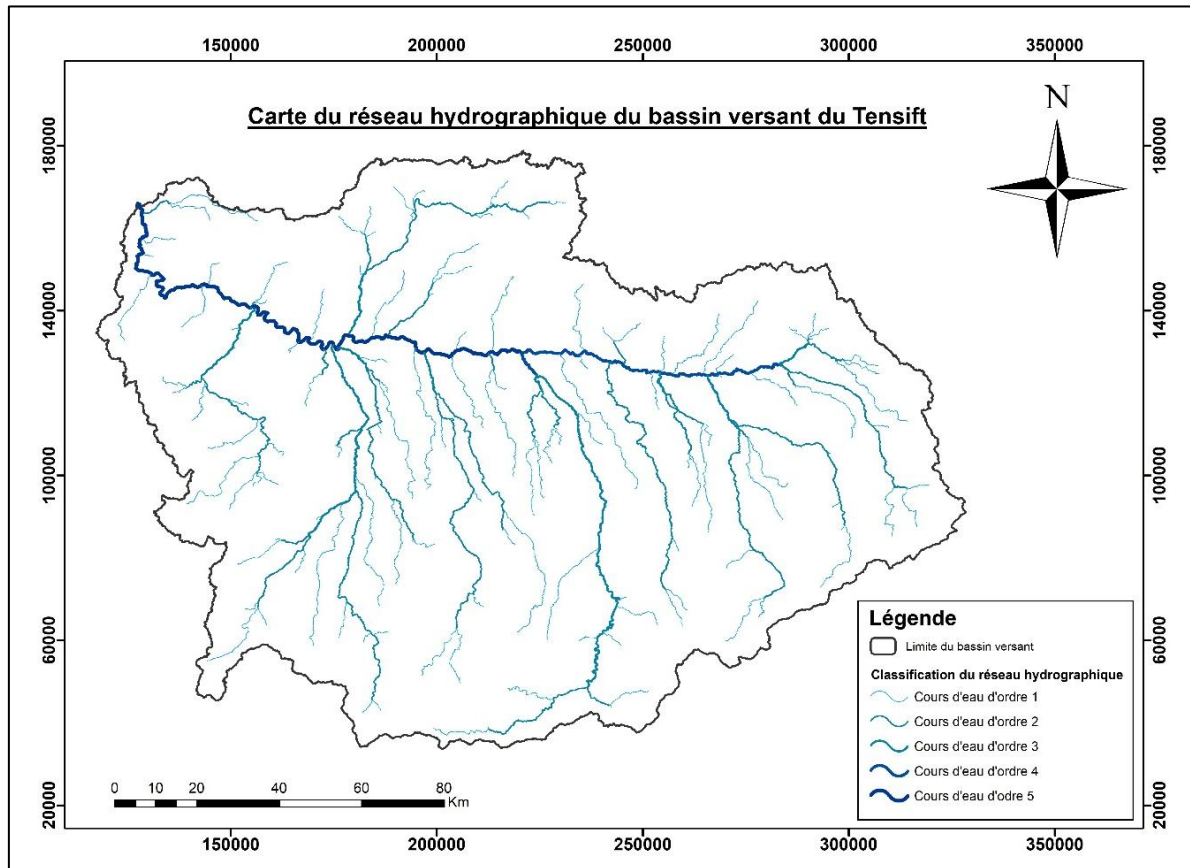 150000 200000 250000 300000 350000
Carte du réseau hydrographique du bassin versant du Tensift
N
180000 180000
140000 140000
100000 100000
60000 60000
20000 20000
Légende
Limite du bassin versant
Classification du réseau hydrographique
Cours d'eau d'ordre 1
Cours d'eau d'ordre 2
Cours d'eau d'ordre 3
Cours d'eau d'ordre 4
Cours d'eau d'odre 5
0 10 20 40 60 80
Km
150000 200000 250000 300000 350000